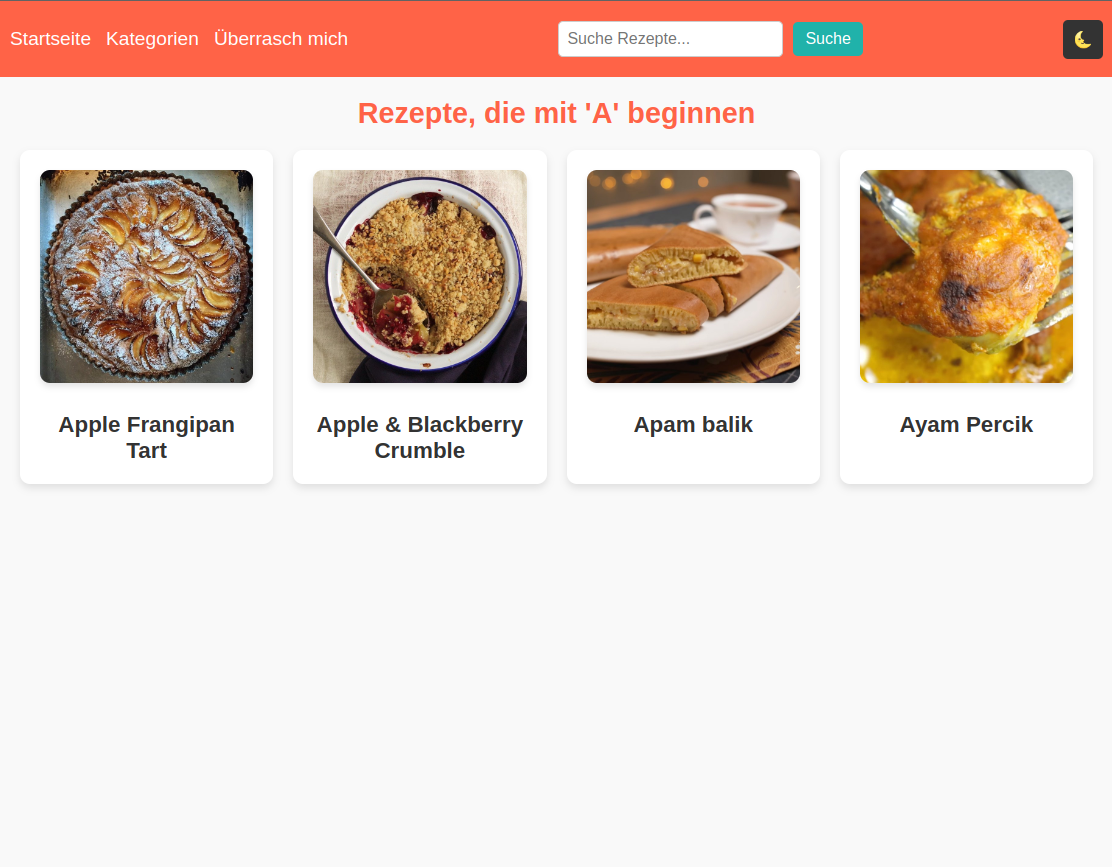 Startseite Kategorien Überrasch mich Suche Rezepte... Suche
Rezepte, die mit 'A' beginnen
Apple Frangipan
Tart
Apple & Blackberry
Crumble
Apam balik
Ayam Percik